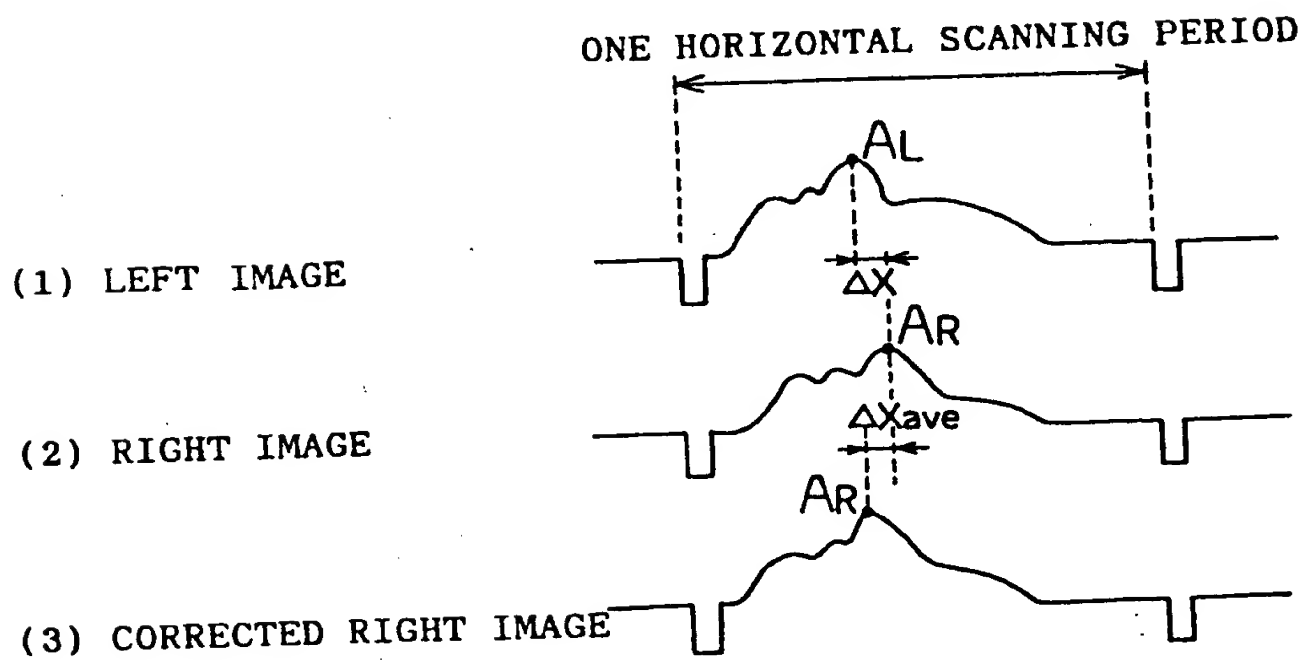 ONE HORIZONTAL SCANNING PERIOD
AL
(1) LEFT IMAGE
ΔX
AR
(2) RIGHT IMAGE
ΔXave
AR
(3) CORRECTED RIGHT IMAGE